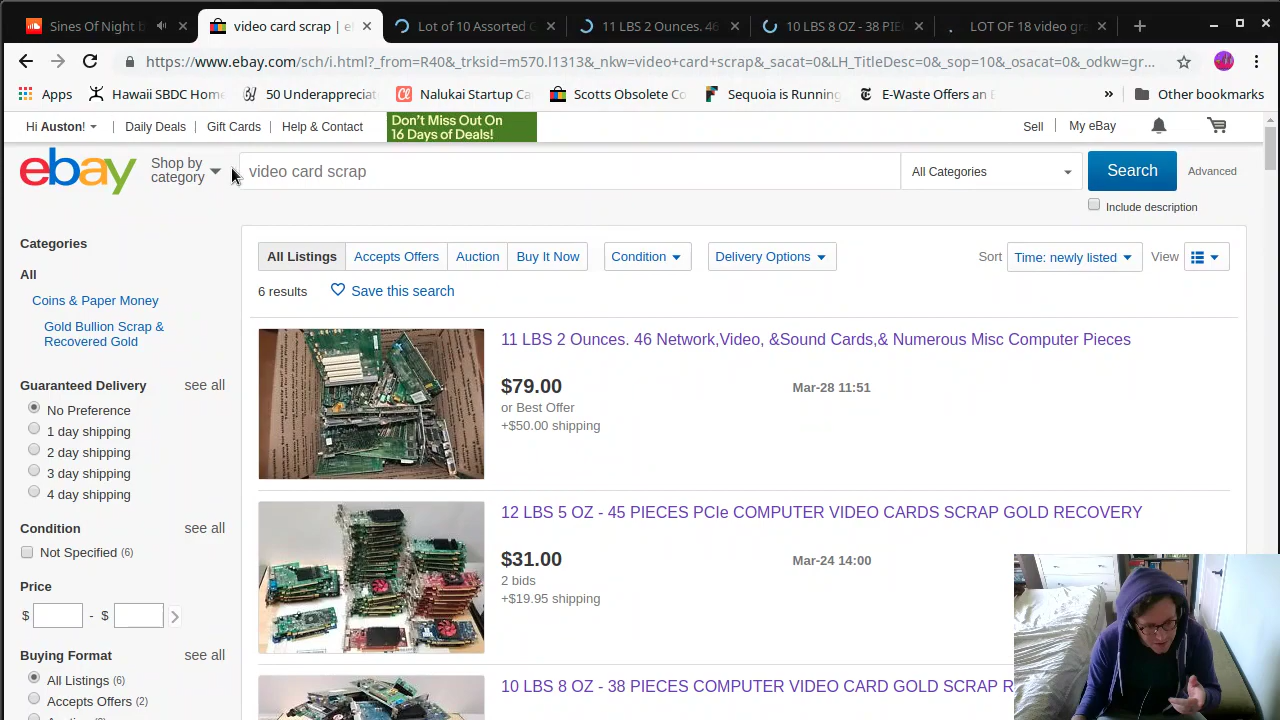 Sines Of Night b
video card scrap | e
Lot of 10 Assorted G
11 LBS 2 Ounces. 46
10 LBS 8 OZ - 38 PIE
LOT OF 18 video gra
https://www.ebay.com/sch/i.html?_from=R40&_trksid=m570.l1313&_nkw=video+card+scrap&_sacat=0&LH_TitleDesc=0&_sop=10&_osacat=0&_odkw=gr...
Apps
Hawaii SBDC Hom
50 Underappreciat
Nalukai Startup Ca
Scotts Obsolete Co
Sequoia is Running
E-Waste Offers an E
»
Other bookmarks
Hi Auston!
Daily Deals
Gift Cards
Help & Contact
Don't Miss Out On
16 Days of Deals!
Sell
My eBay
ebay
Shop by
category
video card scrap
All Categories
Search
Advanced
Include description
Categories
All
Coins & Paper Money
Gold Bullion Scrap &
Recovered Gold
Guaranteed Delivery
see all
No Preference
1 day shipping
2 day shipping
3 day shipping
4 day shipping
Condition
see all
Not Specified (6)
Price
$ - $
Buying Format
see all
All Listings (6)
Accepts Offers (2)
All Listings
Accepts Offers
Auction
Buy It Now
Condition
Delivery Options
Sort
Time: newly listed
View
6 results
Save this search
11 LBS 2 Ounces. 46 Network,Video, &Sound Cards,& Numerous Misc Computer Pieces
$79.00
Mar-28 11:51
or Best Offer
+$50.00 shipping
12 LBS 5 OZ - 45 PIECES PCIe COMPUTER VIDEO CARDS SCRAP GOLD RECOVERY
$31.00
Mar-24 14:00
2 bids
+$19.95 shipping
10 LBS 8 OZ - 38 PIECES COMPUTER VIDEO CARD GOLD SCRAP R